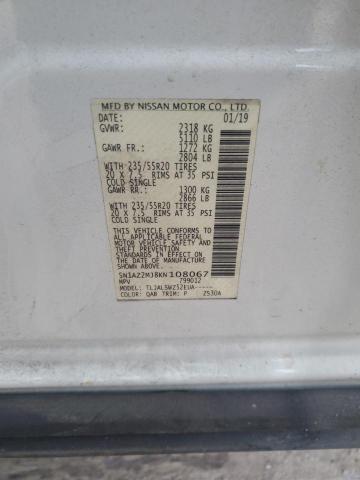 MFD BY NISSAN MOTOR CO., LTD.
DATE: 01/19
GVWR: 2318 KG
5110 LB
GAWR FR.: 1272 KG
2804 LB
WITH 235/55R20 TIRES
20 X 7.5 RIMS AT 35 PSI
COLD SINGLE
GAWR RR.: 1300 KG
2866 LB
WITH 235/55R20 TIRES
20 X 7.5 RIMS AT 35 PSI
COLD SINGLE
THIS VEHICLE CONFORMS TO ALL
APPLICABLE FEDERAL MOTOR
VEHICLE SAFETY STANDARDS
IN EFFECT ON THE DATE OF
MANUFACTURE SHOWN ABOVE.
5N1AZ2MJ8KN108067
MPV 799012
MODEL:
COLOR: QAB TRIM: P Z530A